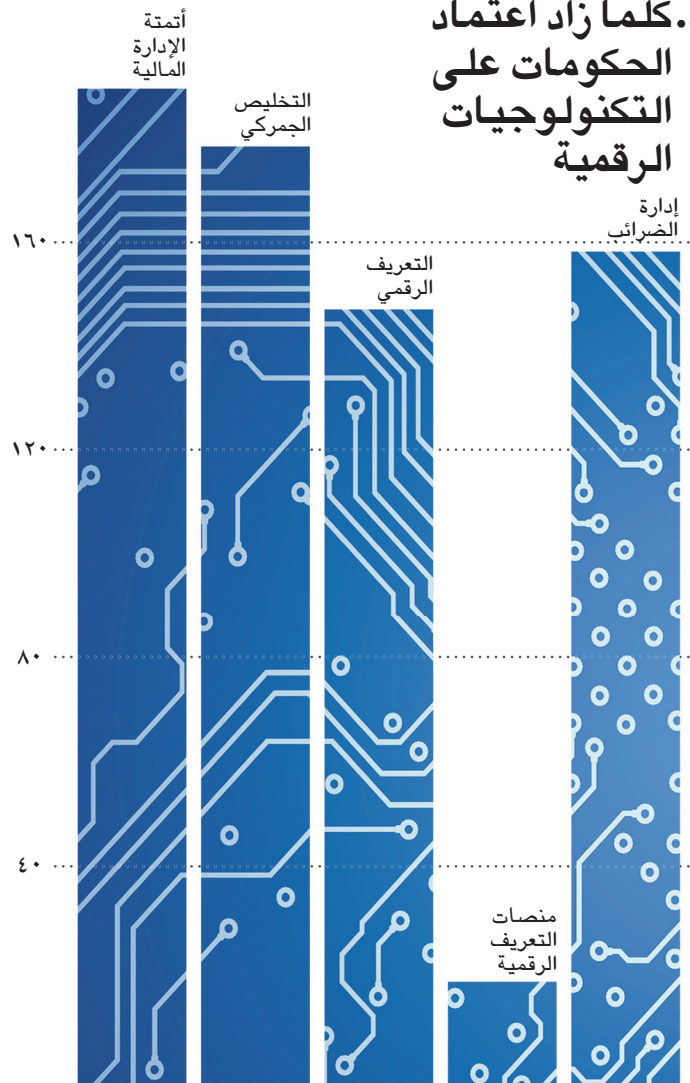 .كلما زاد اعتماد
الحكومات على
التكنولوجيات
الرقمية
أتمتة
الإدارة
المالية
التخليص
الجمركي
إدارة
الضرائب
التعريف
الرقمي
منصات
التعريف
الرقمية
١٦٠
١٢٠
٨٠
٤٠